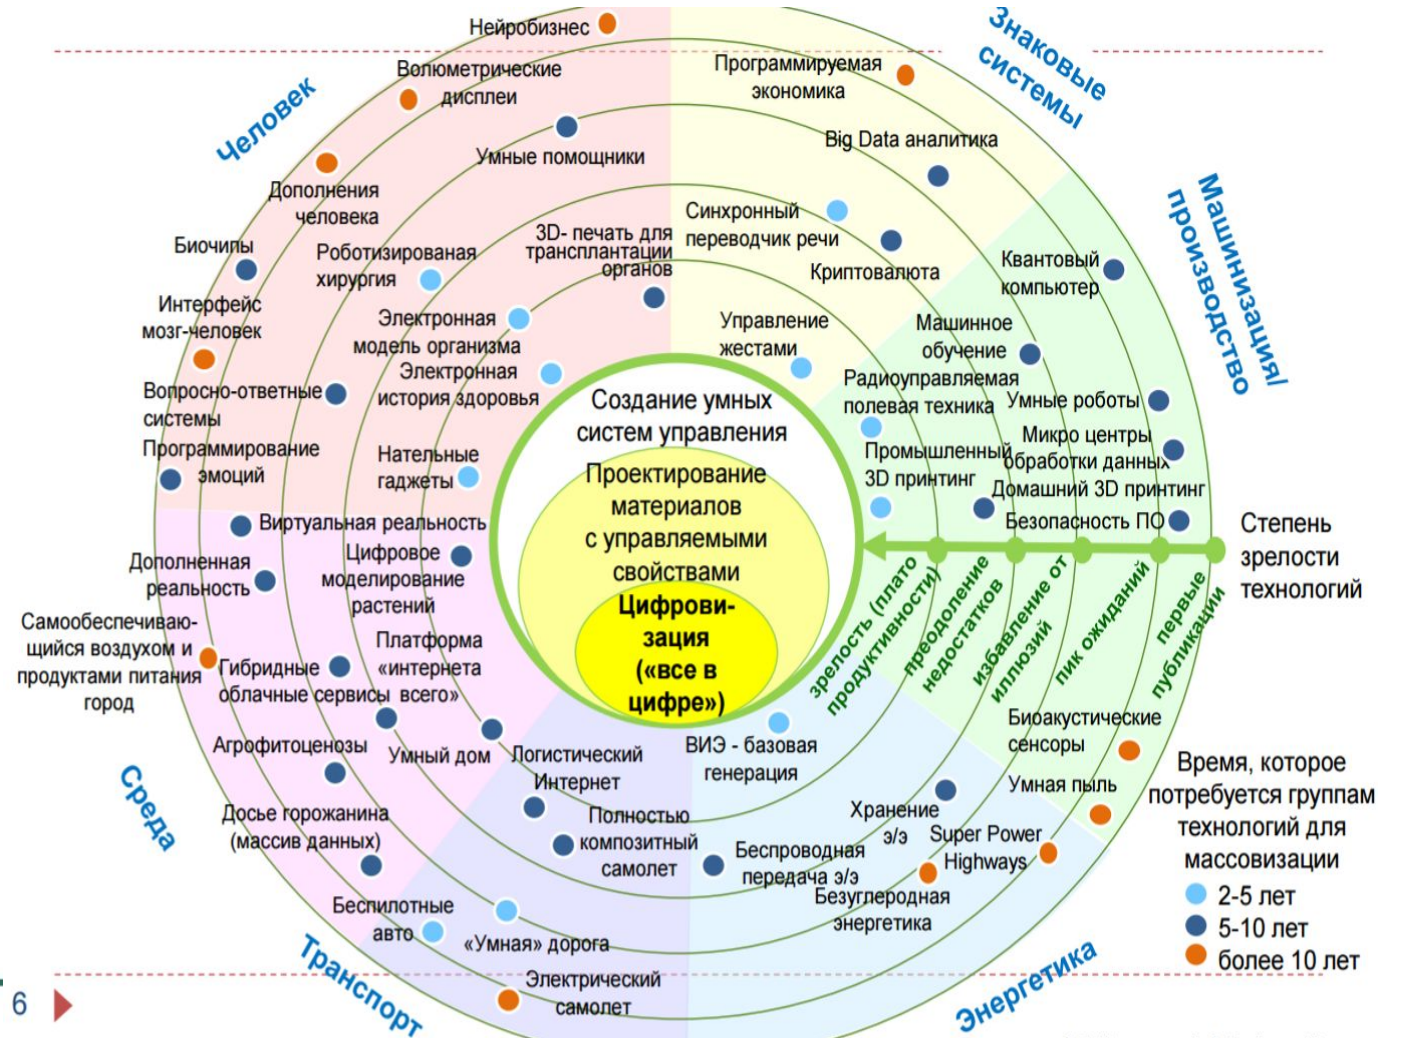 Нейробизнес
Волюметрические
дисплеи
Человек
Умные помощники
Дополнения
человека
Биочипы
Роботизированая
хирургия
3D- печать для
трансплантации
органов
Интерфейс
мозг-человек
Электронная
модель организма
Электронная
история здоровья
Вопросно-ответные
системы
Программирование
эмоций
Нательные
гаджеты
Знаковые
системы
Программируемая
экономика
Big Data аналитика
Синхронный
переводчик речи
Криптовалюта
Управление
жестами
Машинизация/
производство
Квантовый
компьютер
Машинное
обучение
Радиоуправляемая
полевая техника
Умные роботы
Микро центры
обработки данных
Промышленный
3D принтинг
Домашний 3D принтинг
Безопасность ПО
Создание умных
систем управления
Проектирование
материалов
с управляемыми
свойствами
Цифрови-
зация
(«все в
цифре»)
Степень
зрелости
технологий
зрелость (плато
продуктивности)
преодоление
недостатков
избавление от
иллюзий
пик ожиданий
первые
публикации
Виртуальная реальность
Дополненная
реальность
Цифровое
моделирование
растений
Самообеспечиваю-
щийся воздухом и
продуктами питания
город
Платформа
«интернета
всего»
Гибридные
облачные сервисы
Агрофитоценозы
Умный дом
Среда
Досье горожанина
(массив данных)
Логистический
Интернет
Полностью
композитный
самолет
Беспилотные
авто
«Умная» дорога
Электрический
самолет
Транспорт
ВИЭ - базовая
генерация
Хранение
э/э
Super Power
Highways
Беспроводная
передача э/э
Безуглеродная
энергетика
Энергетика
Биоакустические
сенсоры
Умная пыль
Время, которое
потребуется группам
технологий для
массовизации
2-5 лет
5-10 лет
более 10 лет
6